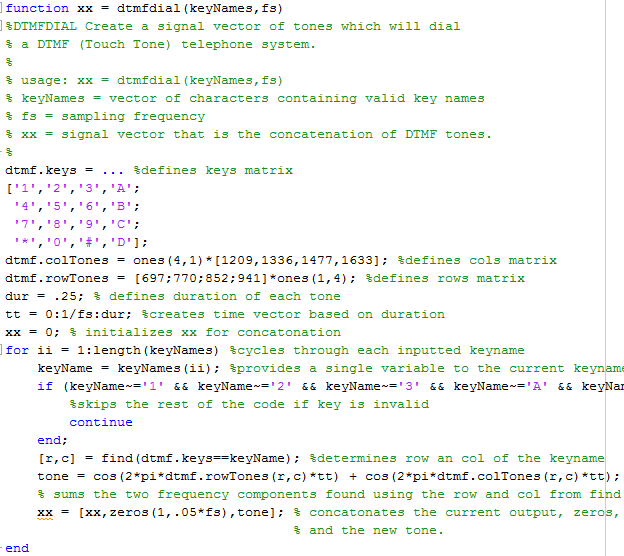 function xx = dtmfdial(keyNames,fs)
%DTMFDIAL Create a signal vector of tones which will dial
% a DTMF (Touch Tone) telephone system.
%
% usage: xx = dtmfdial(keyNames,fs)
% keyNames = vector of characters containing valid key names
% fs = sampling frequency
% xx = signal vector that is the concatenation of DTMF tones.
%
dtmf.keys = ... %defines keys matrix
['1','2','3','A';
'4','5','6','B';
'7','8','9','C';
'*','0','#','D'];
dtmf.colTones = ones(4,1)*[1209,1336,1477,1633]; %defines cols matrix
dtmf.rowTones = [697;770;852;941]*ones(1,4); %defines rows matrix
dur = .25; % defines duration of each tone
tt = 0:1/fs:dur; %creates time vector based on duration
xx = 0; % initializes xx for concatonation
for ii = 1:length(keyNames) %cycles through each inputted keyname
keyName = keyNames(ii); %provides a single variable to the current keyname
if (keyName~='1' && keyName~='2' && keyName~='3' && keyName~='A' && keyNar
%skips the rest of the code if key is invalid
continue
end;
[r,c] = find(dtmf.keys==keyName); %determines row an col of the keyname
tone = cos(2*pi*dtmf.rowTones(r,c)*tt) + cos(2*pi*dtmf.colTones(r,c)*tt);
% sums the two frequency components found using the row and col from find
xx = [xx,zeros(1,.05*fs),tone]; % concatonates the current output, zeros,
% and the new tone.
end